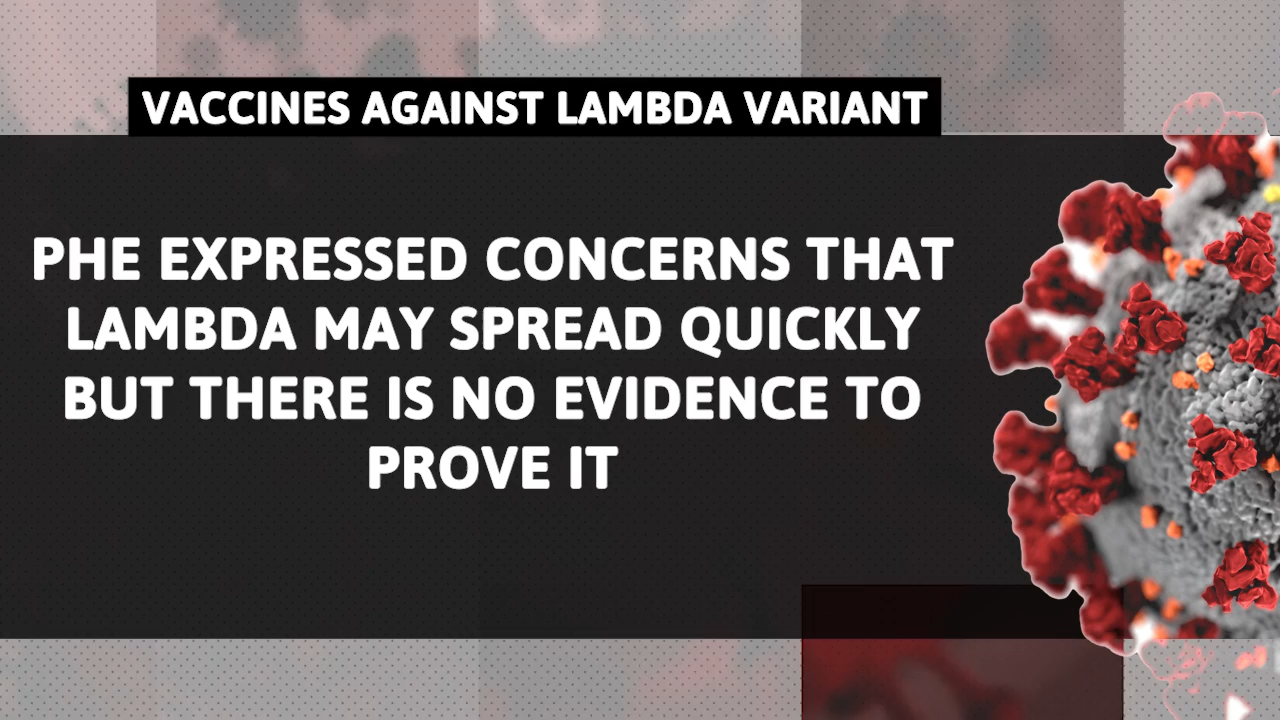 VACCINES AGAINST LAMBDA VARIANT
PHE EXPRESSED CONCERNS THAT
LAMBDA MAY SPREAD QUICKLY
BUT THERE IS NO EVIDENCE TO
PROVE IT